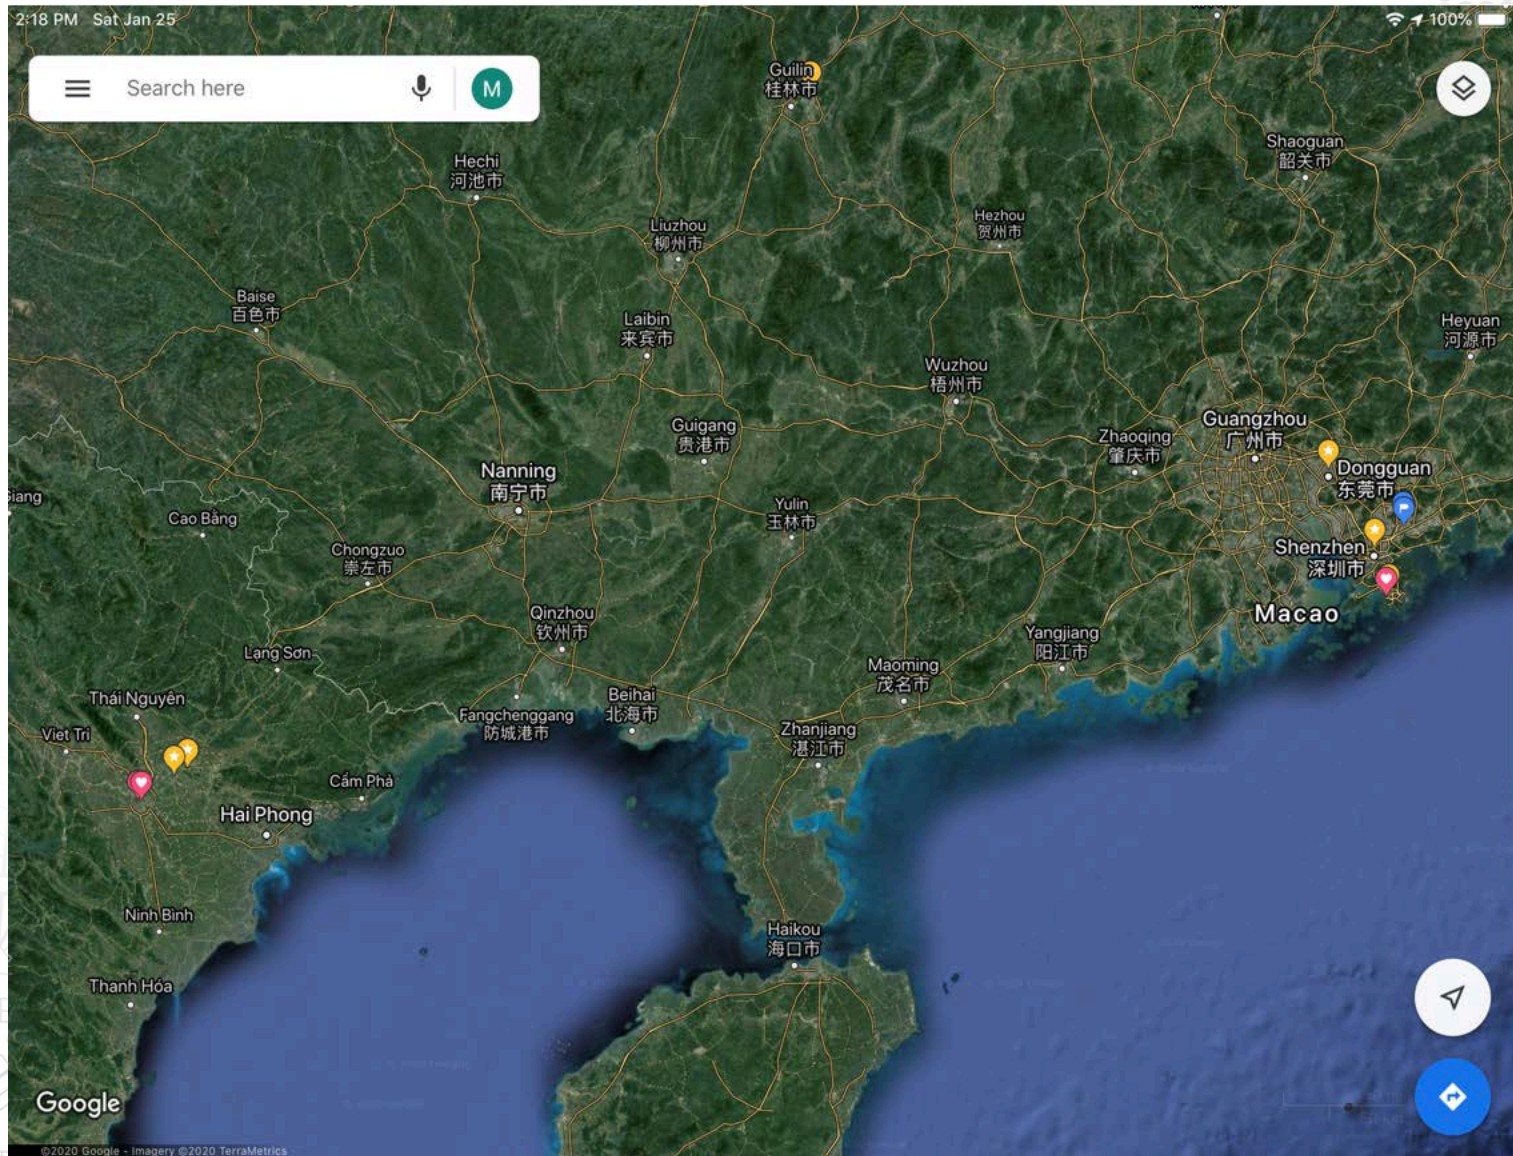 2:18 PM Sat Jan 25
100%
Search here
M
Guilin
桂林市
Shaoguan
韶关市
Hechi
河池市
Liuzhou
柳州市
Hezhou
贺州市
Baise
百色市
Laibin
来宾市
Heyuan
河源市
Wuzhou
梧州市
Guangzhou
广州市
Guigang
贵港市
Zhaoqing
肇庆市
Nanning
南宁市
Dongguan
东莞市
iang
Cao Bằng
Yulin
玉林市
Chongzuo
崇左市
Shenzhen
深圳市
Qinzhou
钦州市
Macao
Yangjiang
阳江市
Lạng Sơn
Maoming
茂名市
Thái Nguyên
Beihai
北海市
Fangchenggang
防城港市
Viet Tri
Zhanjiang
湛江市
Cẩm Phả
Hai Phong
Ninh Bình
Haikou
海口市
Thanh Hóa
Google
©2020 Google - Imagery ©2020 TerraMetrics